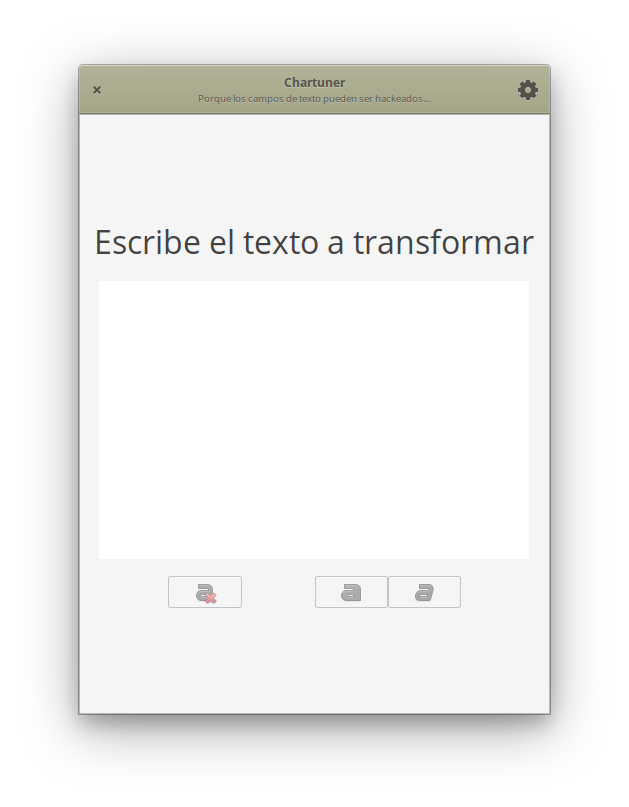 Chartuner
Porque los campos de texto pueden ser hackeados...
Escribe el texto a transformar
a
a a